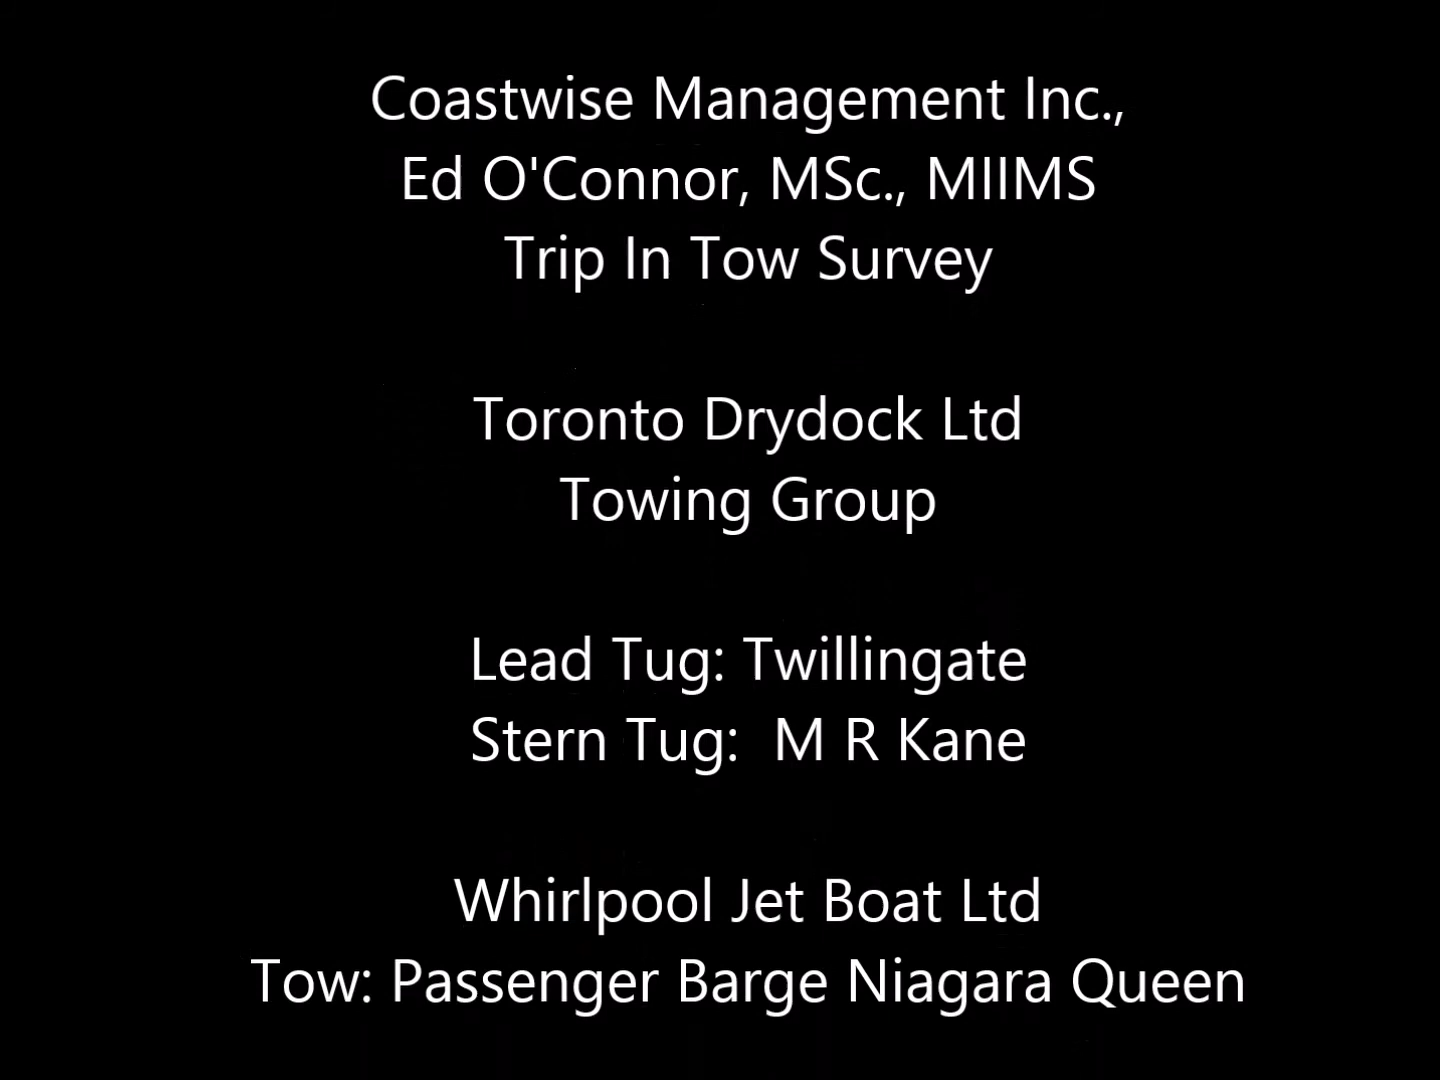 Coastwise Management Inc.,
Ed O'Connor, MSc., MIIMS
Trip In Tow Survey
Toronto Drydock Ltd
Towing Group
Lead Tug: Twillingate
Stern Tug:  M R Kane
Whirlpool Jet Boat Ltd
Tow: Passenger Barge Niagara Queen